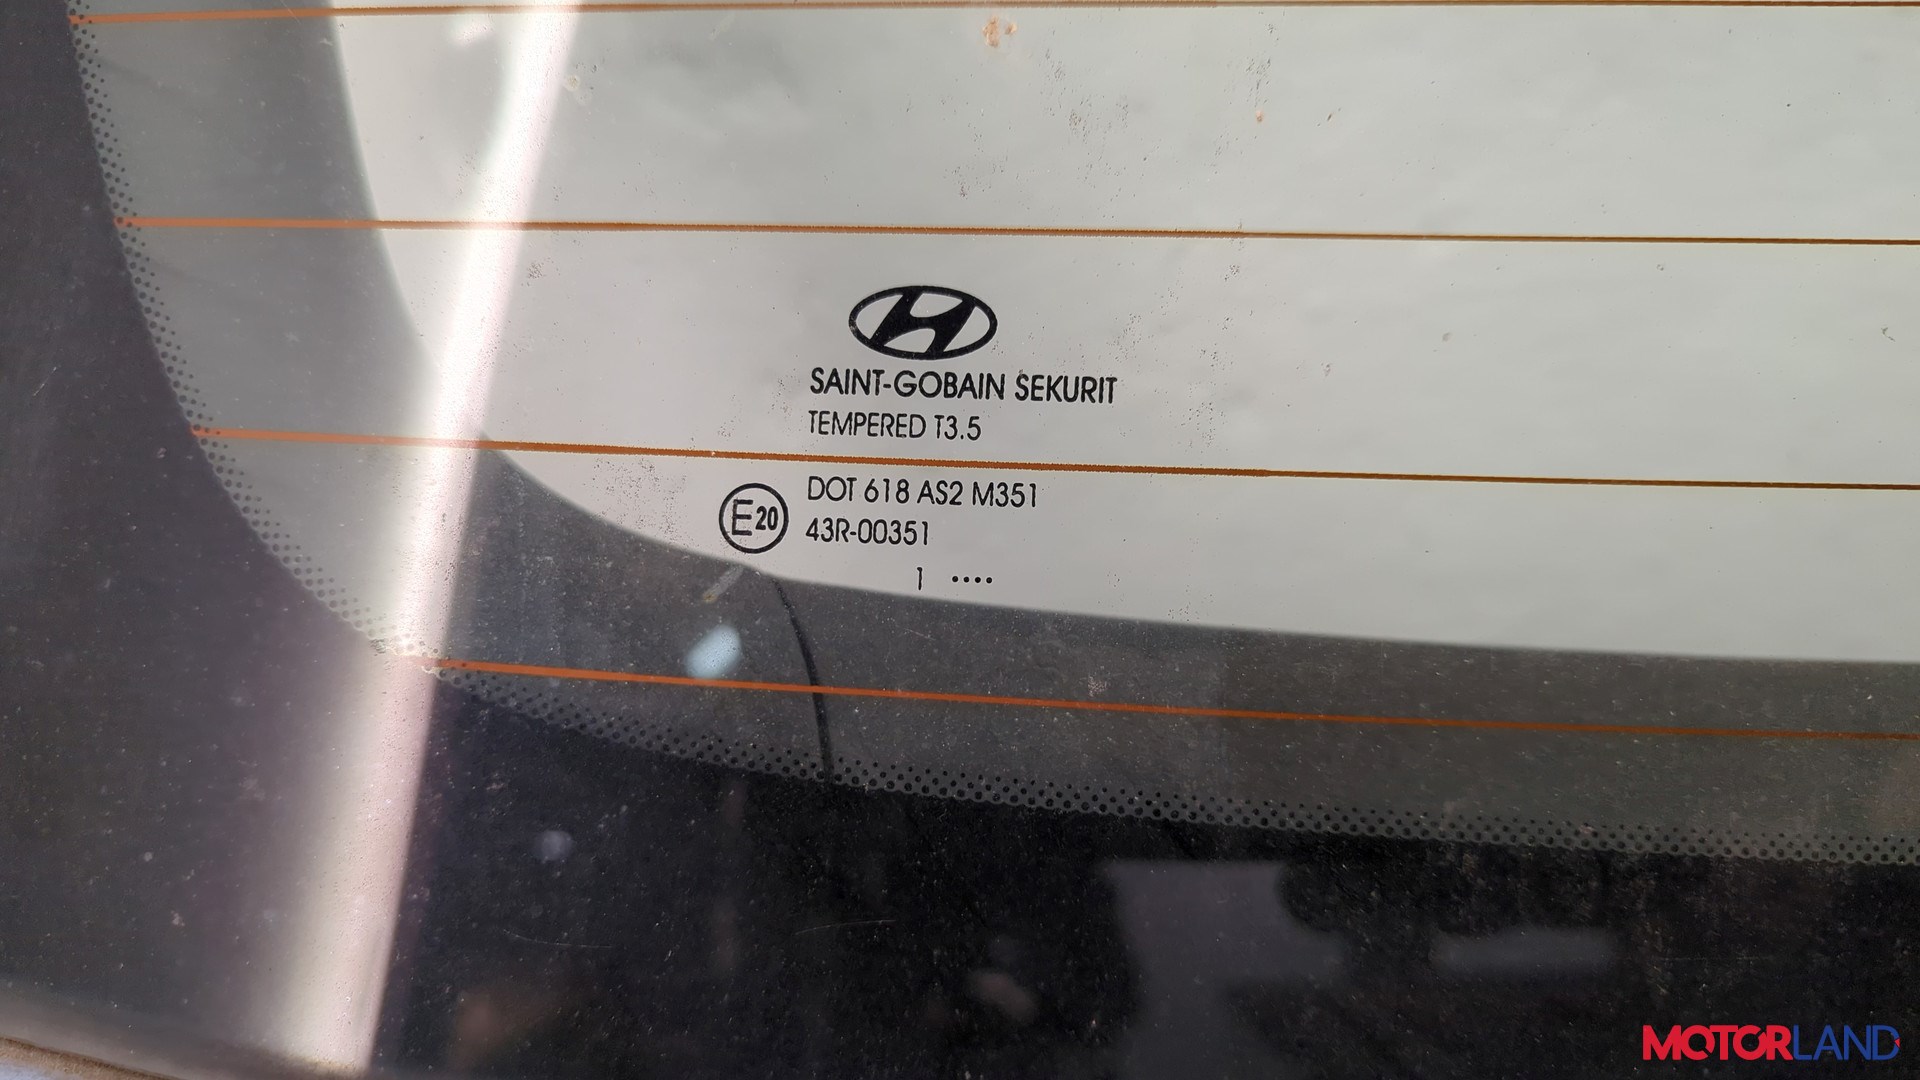 SAINT-GOBAIN SEKURIT
TEMPERED T3.5
DOT 618 AS2 M351
E20 43R-00351
1 ····
MOTORLAND